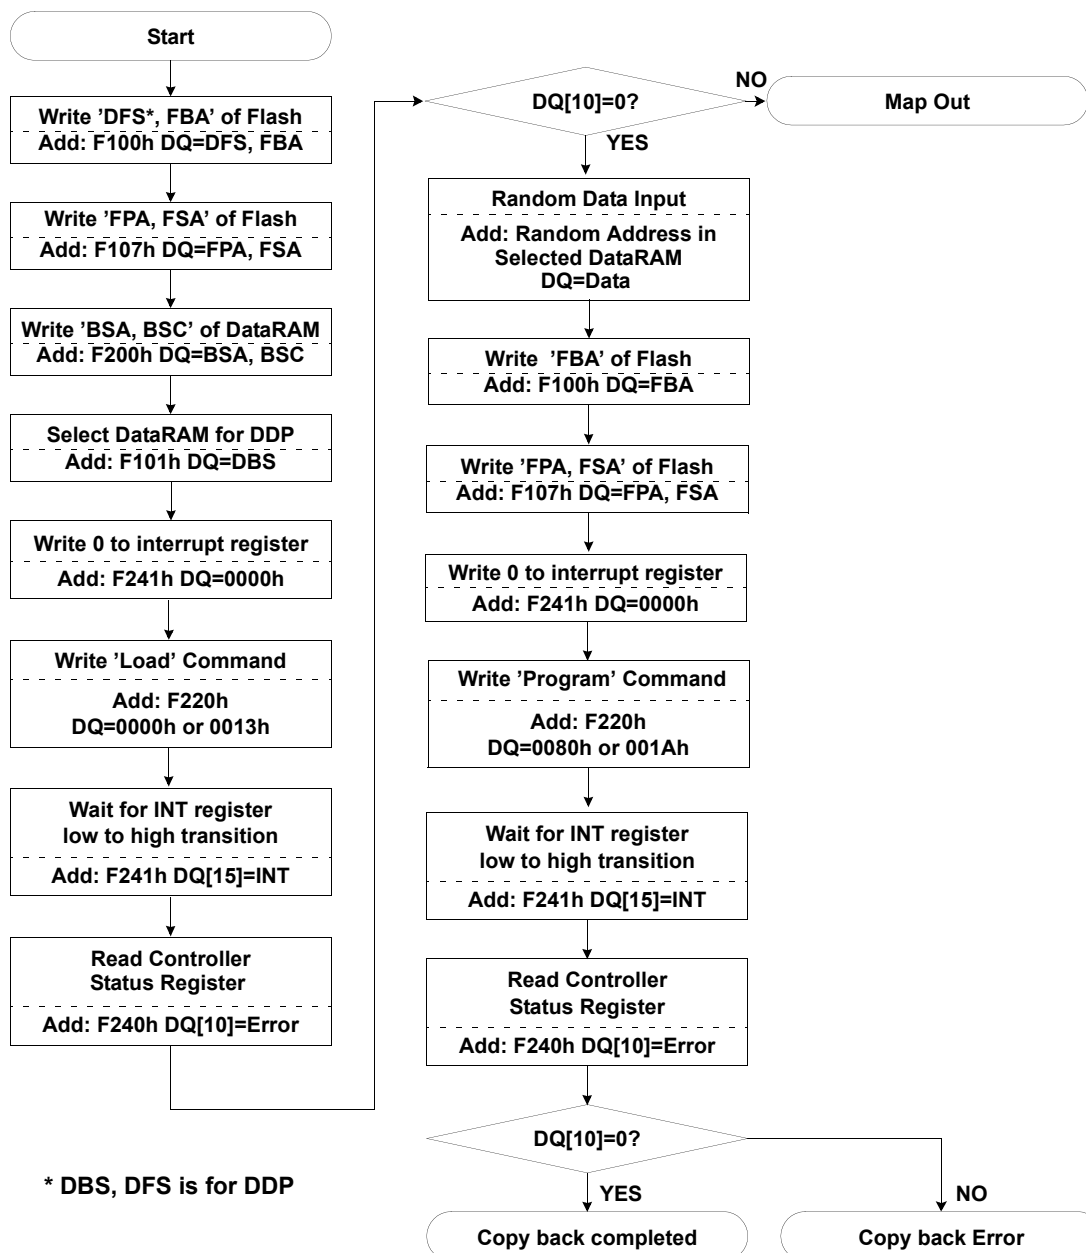 Start
Write ’DFS*, FBA’ of Flash
Add: F100h DQ=DFS, FBA
Write ’FPA, FSA’ of Flash
Add: F107h DQ=FPA, FSA
Write ’BSA, BSC’ of DataRAM
Add: F200h DQ=BSA, BSC
Select DataRAM for DDP
Add: F101h DQ=DBS
Write 0 to interrupt register
Add: F241h DQ=0000h
Write ’Load’ Command
Add: F220h
DQ=0000h or 0013h
Wait for INT register
low to high transition
Add: F241h DQ[15]=INT
Read Controller
Status Register
Add: F240h DQ[10]=Error
DQ[10]=0?
NO
Map Out
YES
Random Data Input
Add: Random Address in
Selected DataRAM
DQ=Data
Write ’FBA’ of Flash
Add: F100h DQ=FBA
Write ’FPA, FSA’ of Flash
Add: F107h DQ=FPA, FSA
Write 0 to interrupt register
Add: F241h DQ=0000h
Write ’Program’ Command
Add: F220h
DQ=0080h or 001Ah
Wait for INT register
low to high transition
Add: F241h DQ[15]=INT
Read Controller
Status Register
Add: F240h DQ[10]=Error
DQ[10]=0?
YES
NO
Copy back completed
Copy back Error
* DBS, DFS is for DDP